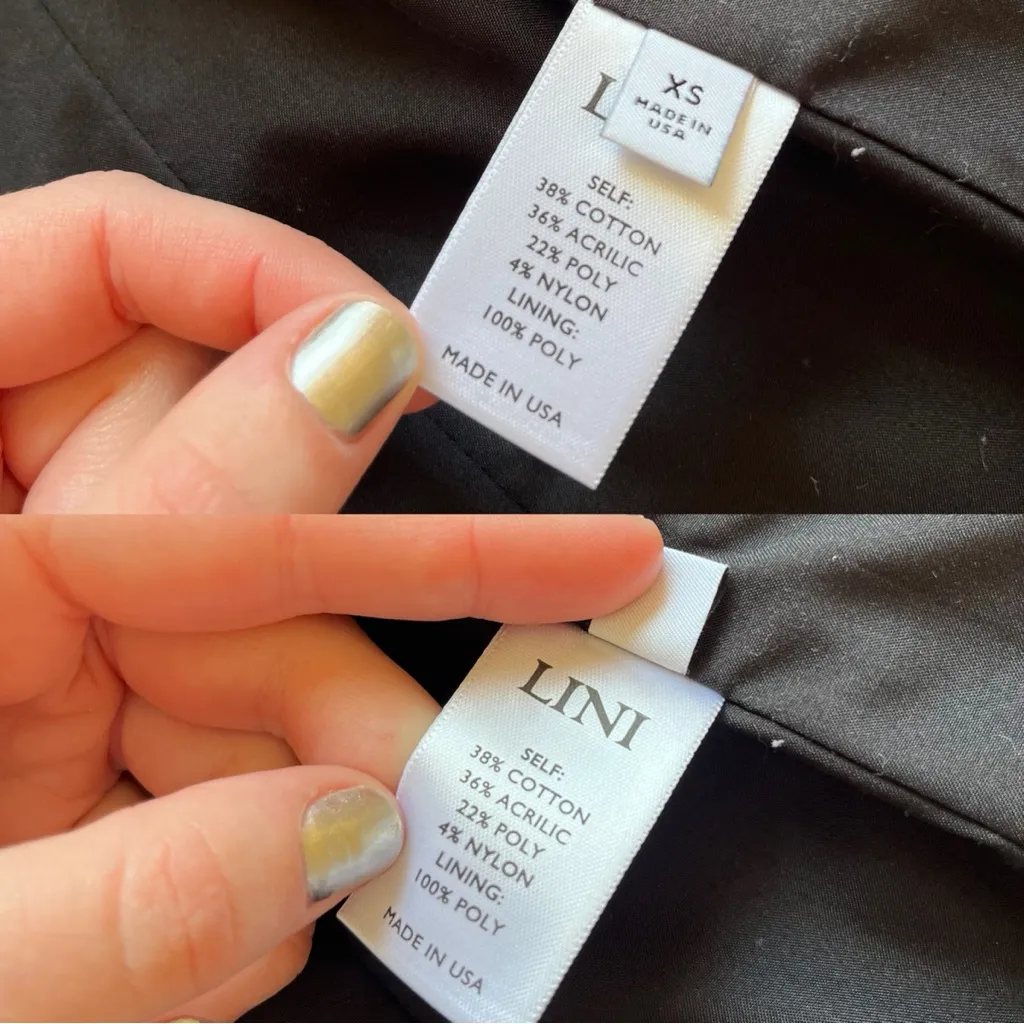 XS
MADE IN
USA
L
SELF:
38% COTTON
36% ACRILIC
22% POLY
4% NYLON
LINING:
100% POLY
MADE IN USA
LINI
SELF:
38% COTTON
36% ACRILIC
22% POLY
4% NYLON
LINING:
100% POLY
MADE IN USA